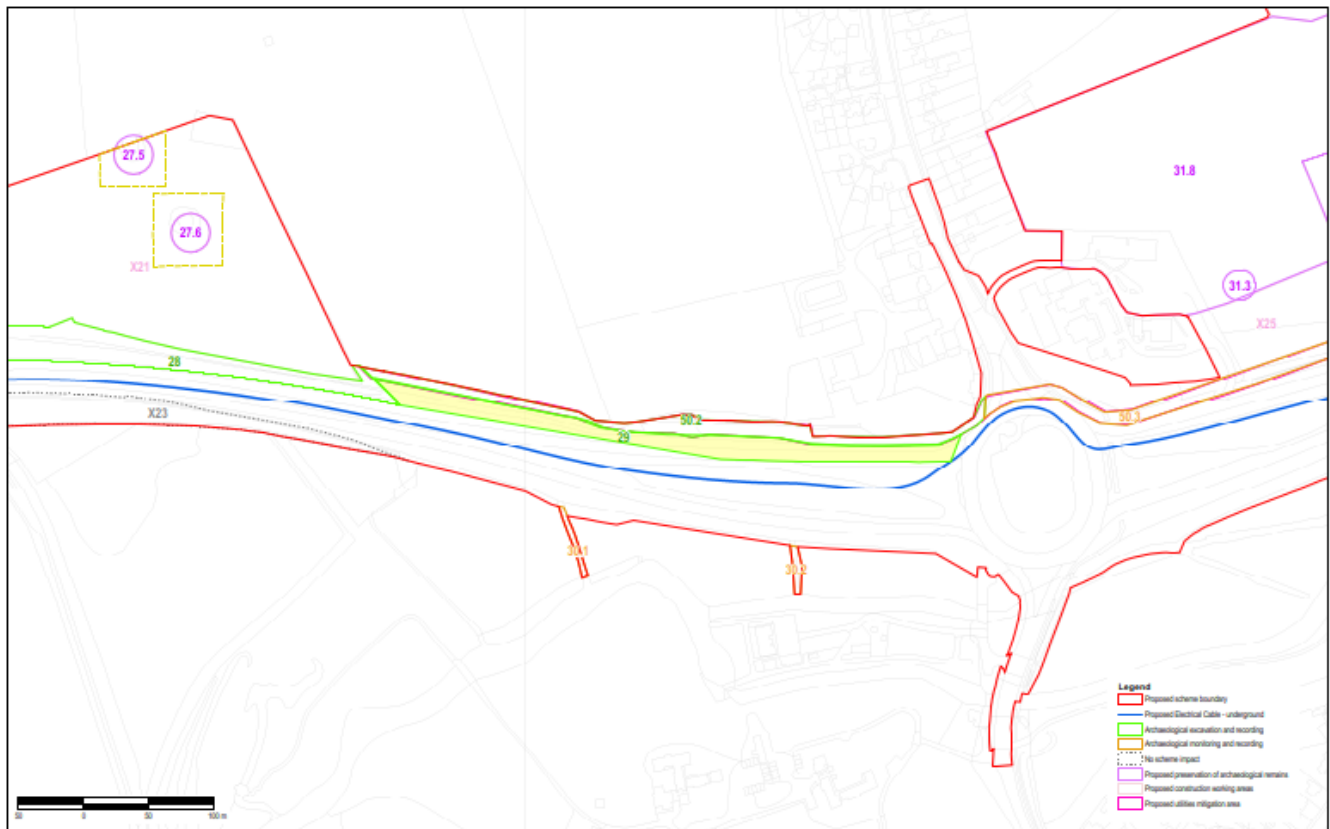 27.5
31.8
27.6
X21
31.3
X25
28
X23
50.2
50.3
29
30.1
30.2
Legend
Proposed scheme boundary
Proposed Electrical Cable - underground
Archaeological excavation and recording
Archaeological monitoring and recording
No scheme impact
Proposed preservation of archaeological remains
Proposed construction working areas
Proposed utilities mitigation area
50 0 50 100 m